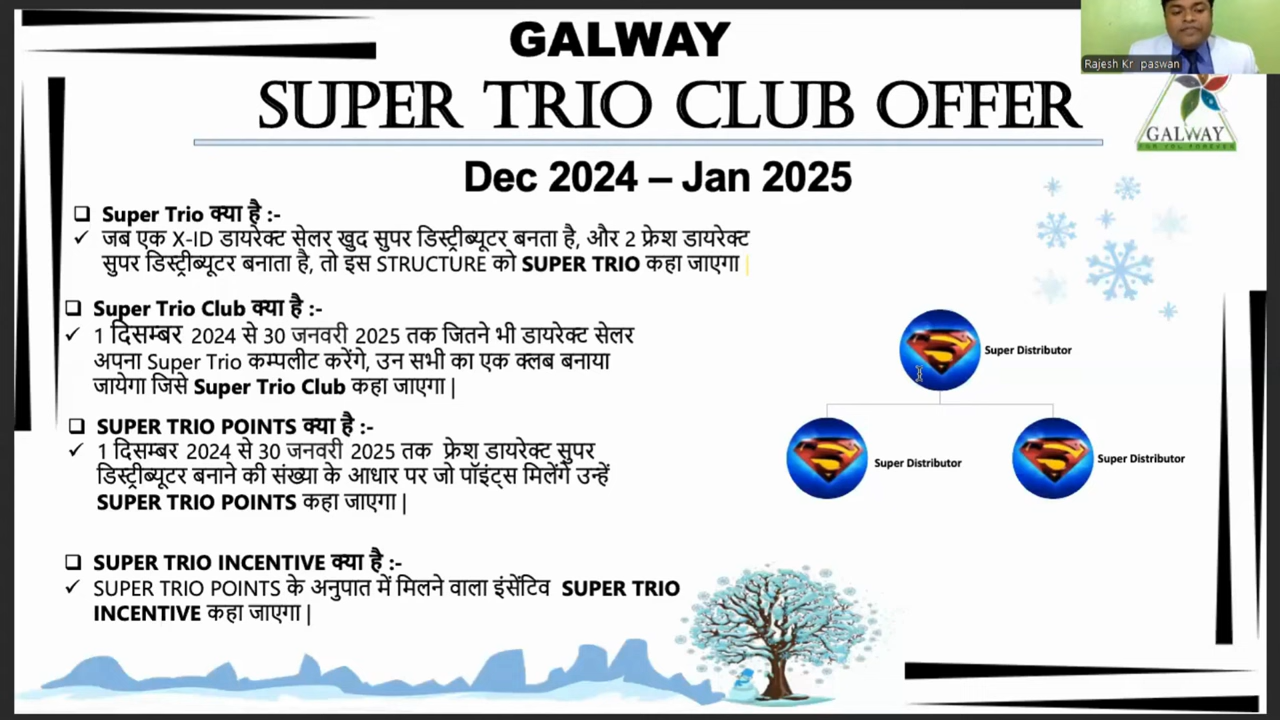 GALWAY
SUPER TRIO CLUB OFFER
Rajesh Kr paswan
GALWAY
Dec 2024 – Jan 2025
Super Trio क्या है :-
जब एक X-ID डायरेक्ट सेलर खुद सुपर डिस्ट्रीब्यूटर बनता है, और 2 फ्रेश डायरेक्ट
सुपर डिस्ट्रीब्यूटर बनाता है, तो इस STRUCTURE को SUPER TRIO कहा जाएगा |
Super Trio Club क्या है :-
1 दिसम्बर 2024 से 30 जनवरी 2025 तक जितने भी डायरेक्ट सेलर
अपना Super Trio कम्पलीट करेंगे, उन सभी का एक क्लब बनाया
जायेगा जिसे Super Trio Club कहा जाएगा |
SUPER TRIO POINTS क्या है :-
1 दिसम्बर 2024 से 30 जनवरी 2025 तक फ्रेश डायरेक्ट सुपर
डिस्ट्रीब्यूटर बनाने की संख्या के आधार पर जो पॉइंट्स मिलेंगे उन्हें
SUPER TRIO POINTS कहा जाएगा |
SUPER TRIO INCENTIVE क्या है :-
SUPER TRIO POINTS के अनुपात में मिलने वाला इंसेंटिव SUPER TRIO
INCENTIVE कहा जाएगा |
Super Distributor
Super Distributor
Super Distributor